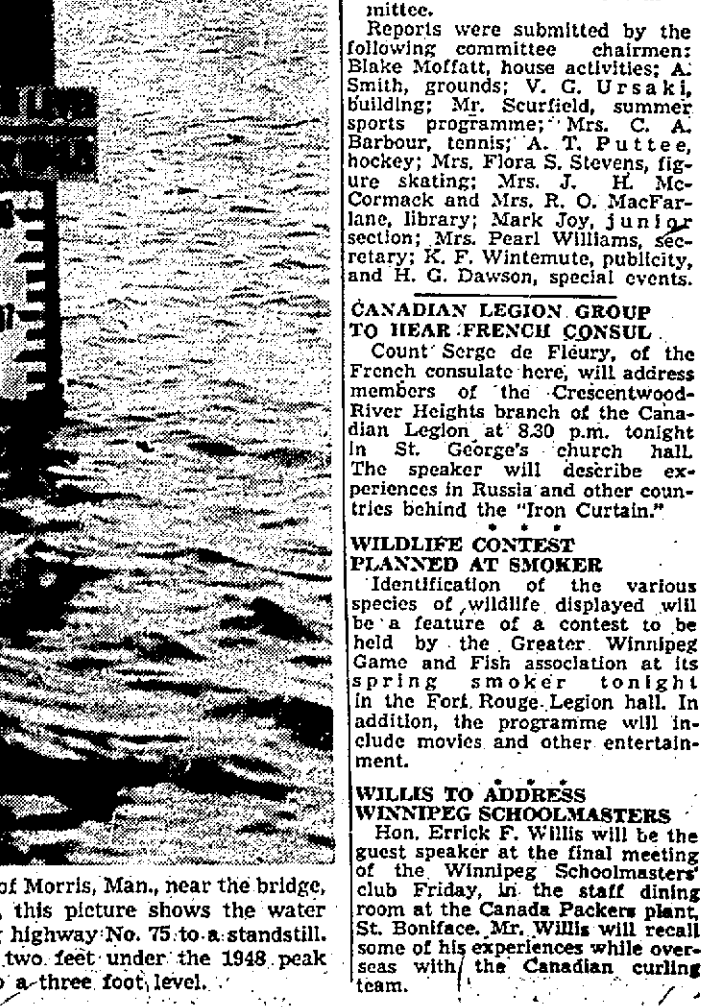 mittee.
Reports were submitted by the
following committee chairmen:
Blake Moffatt, house activities; A.
Smith, grounds; V. G. Ursaki,
building; Mr. Scurfield, summer
sports programme; Mrs. C. A.
Barbour, tennis; A. T. Puttee,
hockey; Mrs. Flora S. Stevens, fig-
ure skating; Mrs. J. H. Mc-
Cormack and Mrs. R. O. MacFar-
lane, library; Mark Joy, junior
section; Mrs. Pearl Williams, sec-
retary; K. F. Wintemute, publicity,
and H. G. Dawson, special events.
CANADIAN LEGION GROUP
TO HEAR FRENCH CONSUL
Count Serge de Fleury, of the
French consulate here, will address
members of the Crescentwood-
River Heights branch of the Cana-
dian Legion at 8.30 p.m. tonight
in St. George's church hall.
The speaker will describe ex-
periences in Russia and other coun-
tries behind the "Iron Curtain."
* * *
WILDLIFE CONTEST
PLANNED AT SMOKER
Identification of the various
species of wildlife displayed will
be a feature of a contest to be
held by the Greater Winnipeg
Game and Fish association at its
spring smoker tonight
in the Fort Rouge Legion hall. In
addition, the programme will in-
clude movies and other entertain-
ment.
* * *
WILLIS TO ADDRESS
WINNIPEG SCHOOLMASTERS
Hon. Errick F. Willis will be the
guest speaker at the final meeting
of the Winnipeg Schoolmasters'
club Friday, in the staff dining
room at the Canada Packers plant,
St. Boniface. Mr. Willis will recall
some of his experiences while over-
seas with the Canadian curling
team.
of Morris, Man., near the bridge,
this picture shows the water
highway No. 75 to a standstill.
two feet under the 1948 peak
a three foot level.